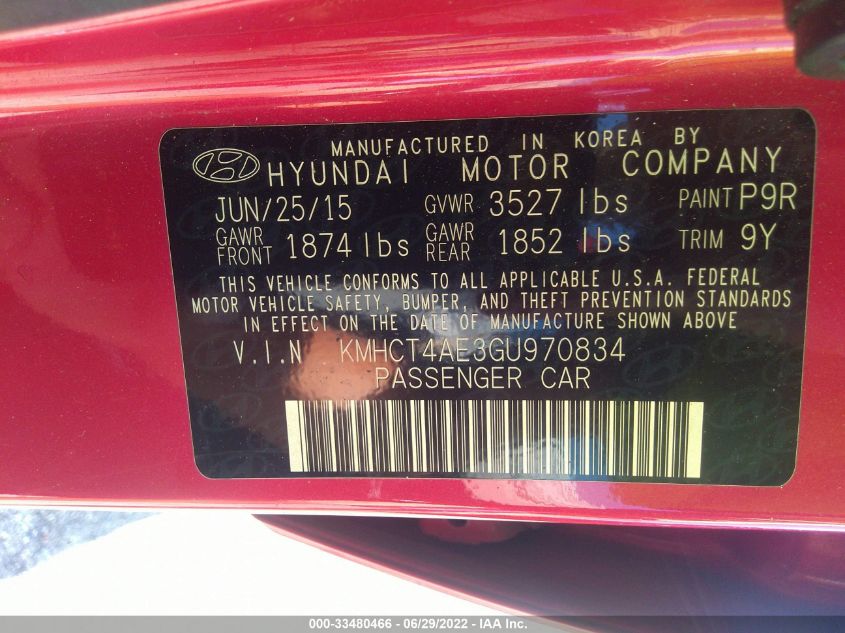 MANUFACTURED IN KOREA BY
HYUNDAI MOTOR COMPANY
JUN/25/15 GVWR 3527 lbs PAINT P9R
GAWR FRONT 1874 lbs GAWR REAR 1852 lbs TRIM 9Y
THIS VEHICLE CONFORMS TO ALL APPLICABLE U.S.A. FEDERAL
MOTOR VEHICLE SAFETY, BUMPER, AND THEFT PREVENTION STANDARDS
IN EFFECT ON THE DATE OF MANUFACTURE SHOWN ABOVE
V.I.N KMHCT4AE3GU970834
PASSENGER CAR
000-33480466 - 06/29/2022 - IAA Inc.